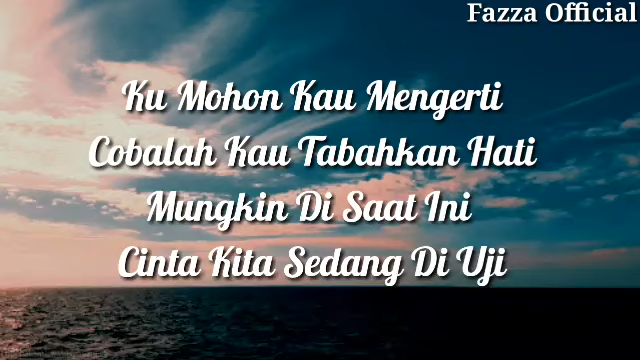 Fazza Official
Ku Mohon Kau Mengerti
Cobalah Kau Tabahkan Hati
Mungkin Di Saat Ini
Cinta Kita Sedang Di Uji